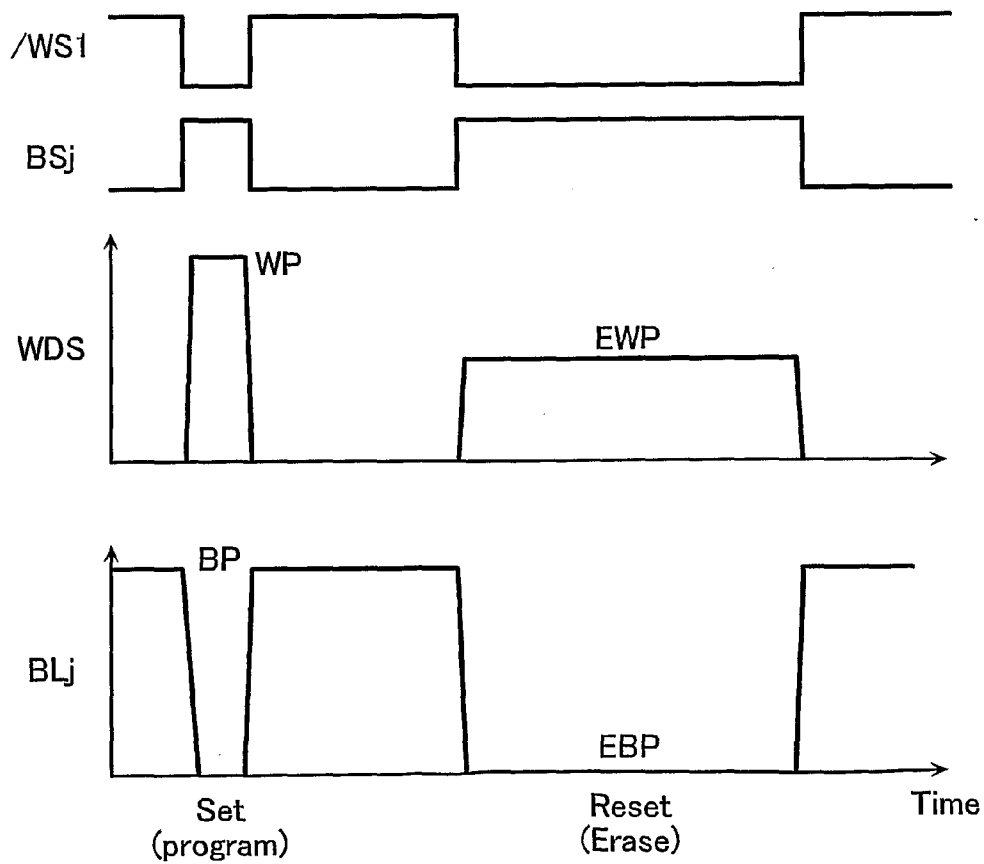 /WS1
BSj
WP
WDS
EWP
BP
BLj
EBP
Set
(program)
Reset
(Erase)
Time